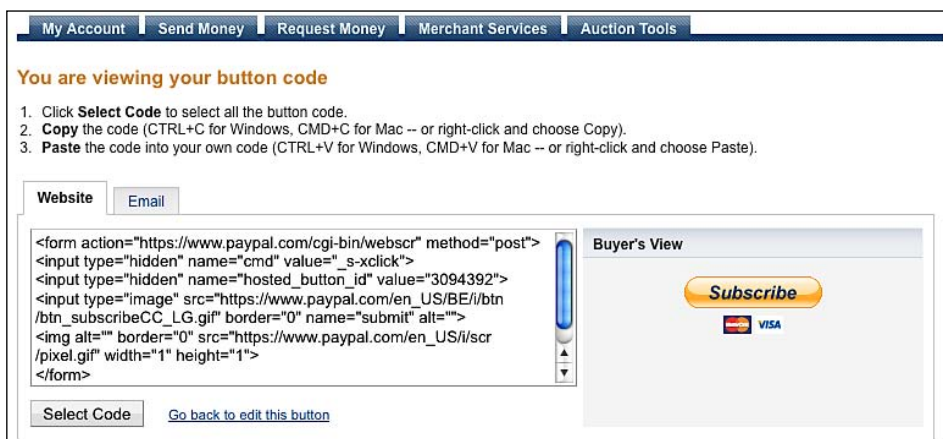 My Account Send Money Request Money Merchant Services Auction Tools
You are viewing your button code
1. Click Select Code to select all the button code.
2. Copy the code (CTRL+C for Windows, CMD+C for Mac -- or right-click and choose Copy).
3. Paste the code into your own code (CTRL+V for Windows, CMD+V for Mac -- or right-click and choose Paste).
Website Email
<form action="https://www.paypal.com/cgi-bin/webscr" method="post">
<input type="hidden" name="cmd" value="_s-xclick">
<input type="hidden" name="hosted_button_id" value="3094392">
<input type="image" src="https://www.paypal.com/en_US/BE/i/btn
/btn_subscribeCC_LG.gif" border="0" name="submit" alt="">
<img alt="" border="0" src="https://www.paypal.com/en_US/i/scr
/pixel.gif" width="1" height="1">
</form>
Buyer's View
Subscribe
VISA
Select Code Go back to edit this button